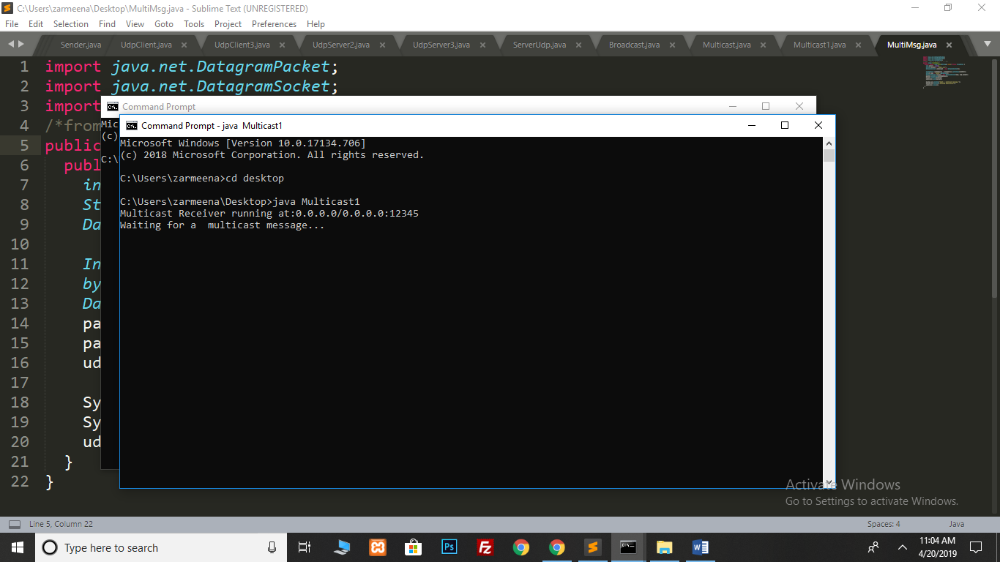 C:\Users\zarmeena\Desktop\MultiMsg.java - Sublime Text (UNREGISTERED)
File Edit Selection Find View Goto Tools Project Preferences Help
Sender.java UdpClient.java UdpClient3.java UdpServer2.java UdpServer3.java ServerUdp.java Broadcast.java Multicast.java Multicast1.java MultiMsg.java
1 import java.net.DatagramPacket;
2 import java.net.DatagramSocket;
3 import
4 /*from
5 public
6 publ
7 in
8 St
9 Da
10
11 In
12 by
13 Da
14 pa
15 pa
16 ud
17
18 Sy
19 Sy
20 ud
21 }
22 }
Command Prompt
Mic
(c)
C:\
Command Prompt - java  Multicast1
Microsoft Windows [Version 10.0.17134.706]
(c) 2018 Microsoft Corporation. All rights reserved.
C:\Users\zarmeena>cd desktop
C:\Users\zarmeena\Desktop>java Multicast1
Multicast Receiver running at:0.0.0.0/0.0.0.0:12345
Waiting for a  multicast message...
Activate Windows
Go to Settings to activate Windows.
Line 5, Column 22 Spaces: 4 Java
Type here to search
Ps
Fz
11:04 AM
4/20/2019